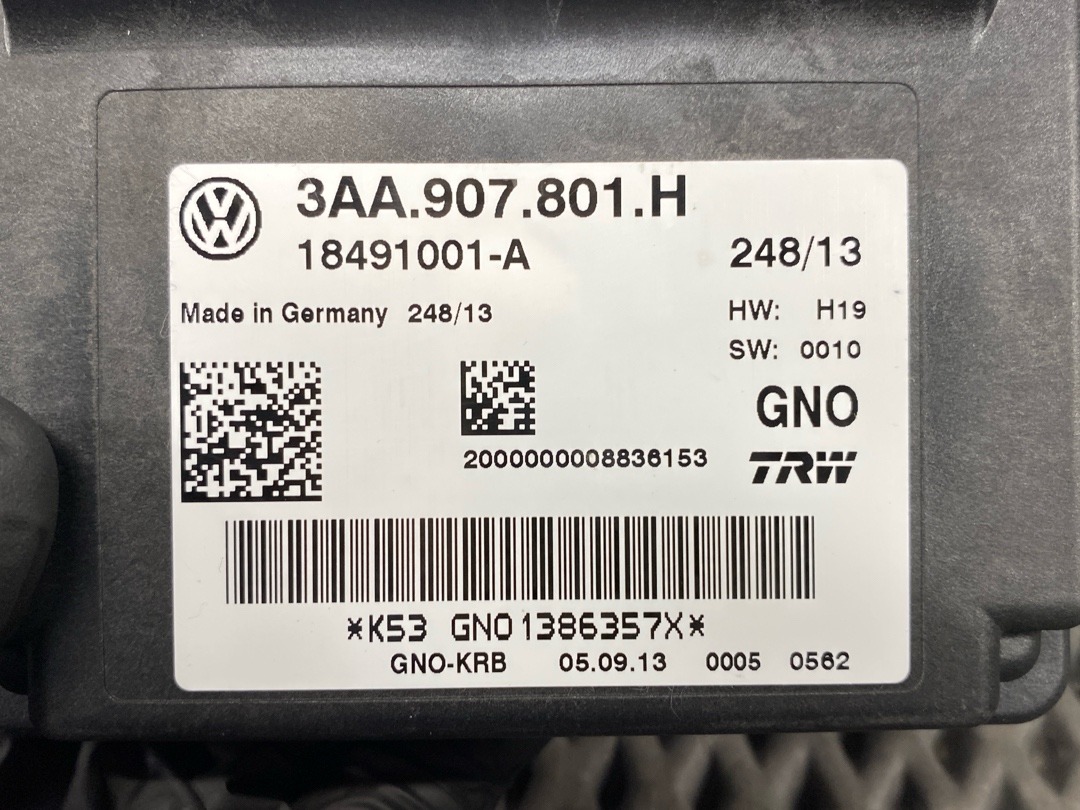 3AA.907.801.H
18491001-A
248/13
Made in Germany 248/13
HW: H19
SW: 0010
GNO
2000000008836153
TRW
*K53 GNO1386357X*
GNO-KRB 05.09.13 0005 0562